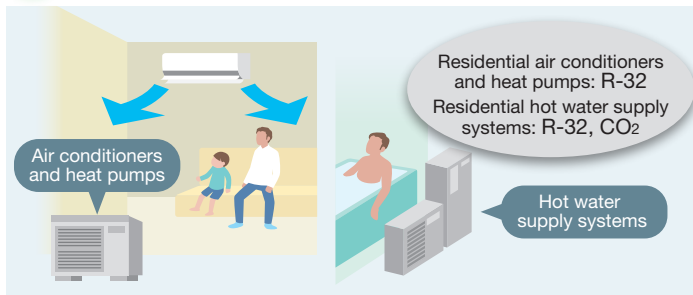 Residential air conditioners
and heat pumps: R-32
Residential hot water supply
systems: R-32, CO2
Air conditioners
and heat pumps
Hot water
supply systems